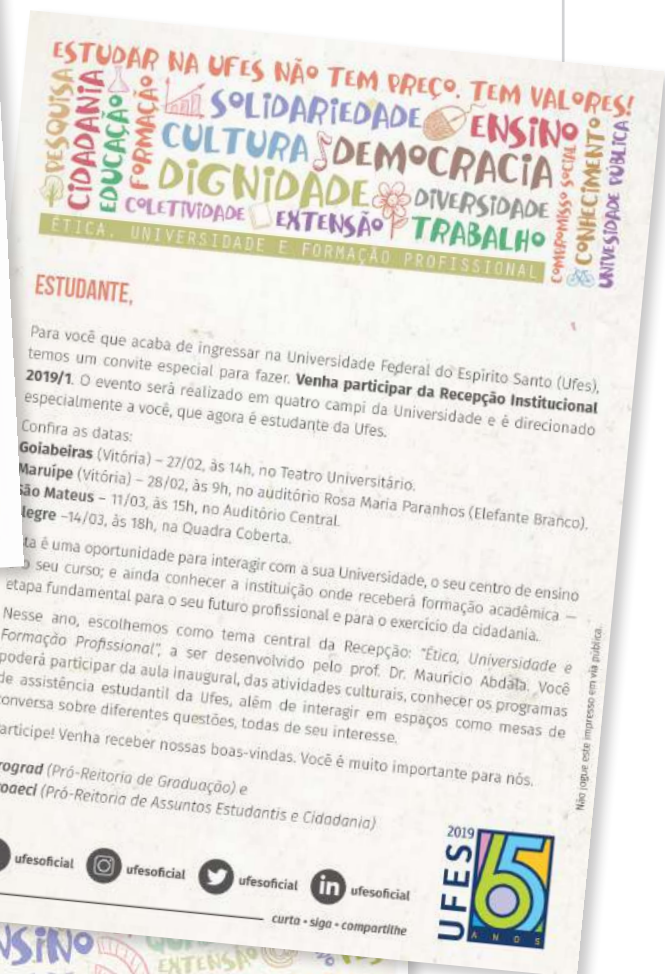 ESTUDAR NA UFES NÃO TEM PREÇO. TEM VALORES!
PESQUISA
CIDADANIA
EDUCAÇÃO
FORMAÇÃO
SOLIDARIEDADE
ENSINO
CULTURA
DEMOCRACIA
DIGNIDADE
DIVERSIDADE
COLETIVIDADE
EXTENSÃO
TRABALHO
COMPROMISSO SOCIAL
CONHECIMENTO
UNIVESIDADE PÚBLICA
ÉTICA, UNIVERSIDADE E FORMAÇÃO PROFISSIONAL
ESTUDANTE,
Para você que acaba de ingressar na Universidade Federal do Espírito Santo (Ufes),
temos um convite especial para fazer. Venha participar da Recepção Institucional
2019/1. O evento será realizado em quatro campi da Universidade e é direcionado
especialmente a você, que agora é estudante da Ufes.
Confira as datas:
Goiabeiras (Vitória) – 27/02, às 14h, no Teatro Universitário.
Maruípe (Vitória) – 28/02, às 9h, no auditório Rosa Maria Paranhos (Elefante Branco).
São Mateus – 11/03, às 15h, no Auditório Central.
legre –14/03, às 18h, na Quadra Coberta.
ta é uma oportunidade para interagir com a sua Universidade, o seu centro de ensino
o seu curso; e ainda conhecer a instituição onde receberá formação acadêmica –
etapa fundamental para o seu futuro profissional e para o exercício da cidadania.
Nesse ano, escolhemos como tema central da Recepção: "Ética, Universidade e
Formação Profissional", a ser desenvolvido pelo prof. Dr. Maurício Abdala. Você
poderá participar da aula inaugural, das atividades culturais, conhecer os programas
de assistência estudantil da Ufes, além de interagir em espaços como mesas de
conversa sobre diferentes questões, todas de seu interesse.
articipe! Venha receber nossas boas-vindas. Você é muito importante para nós.
rograd (Pró-Reitoria de Graduação) e
roaeci (Pró-Reitoria de Assuntos Estudantis e Cidadania)
Não jogue este impresso em via pública.
ufesoficial
ufesoficial
ufesoficial
in ufesoficial
curta • siga • compartilhe
2019
UFES
65
ANOS
NSINO
EXTENSÃO